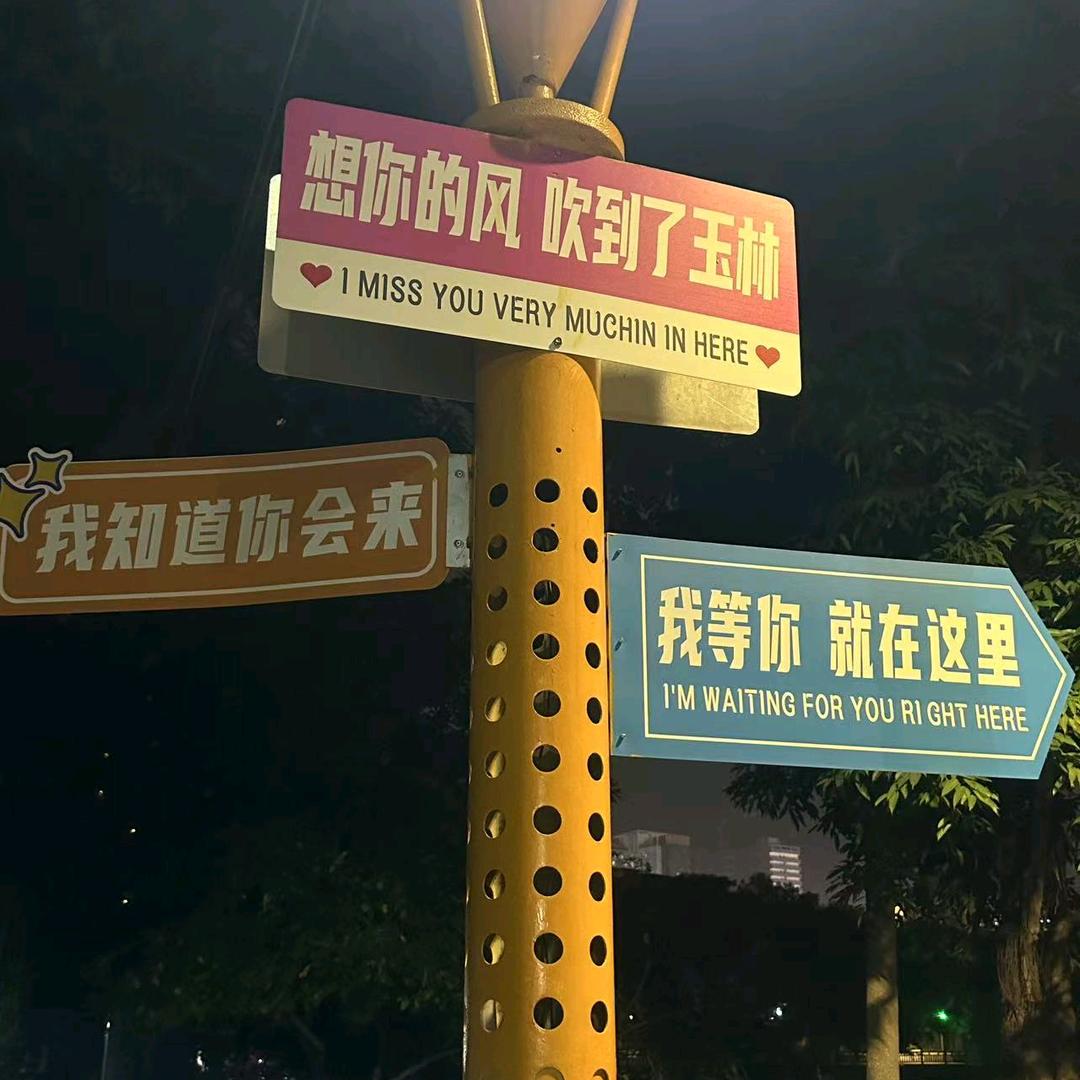 想你的风 吹到了玉林
I MISS YOU VERY MUCHIN IN HERE
我知道你会来
我等你 就在这里
I'M WAITING FOR YOU RI GHT HERE